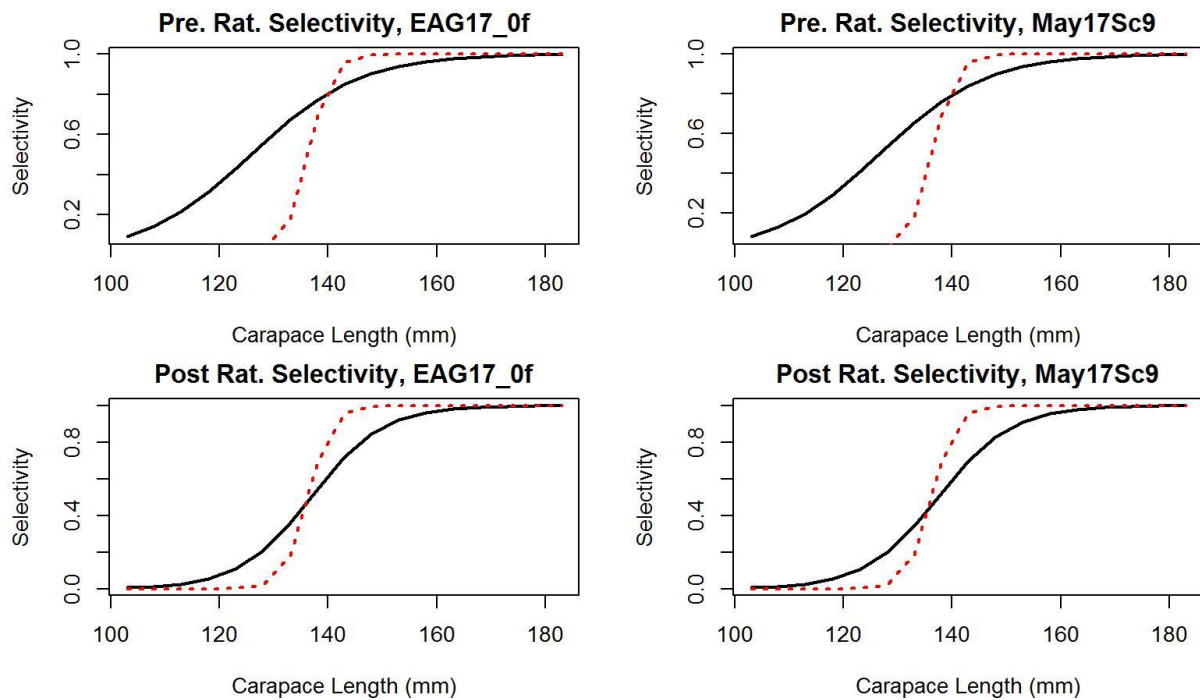 Pre. Rat. Selectivity, EAG17_0f
Selectivity
0.2 0.6 1.0
100 120 140 160 180
Carapace Length (mm)
Pre. Rat. Selectivity, May17Sc9
Selectivity
0.2 0.6 1.0
100 120 140 160 180
Carapace Length (mm)
Post Rat. Selectivity, EAG17_0f
Selectivity
0.0 0.4 0.8
100 120 140 160 180
Carapace Length (mm)
Post Rat. Selectivity, May17Sc9
Selectivity
0.0 0.4 0.8
100 120 140 160 180
Carapace Length (mm)